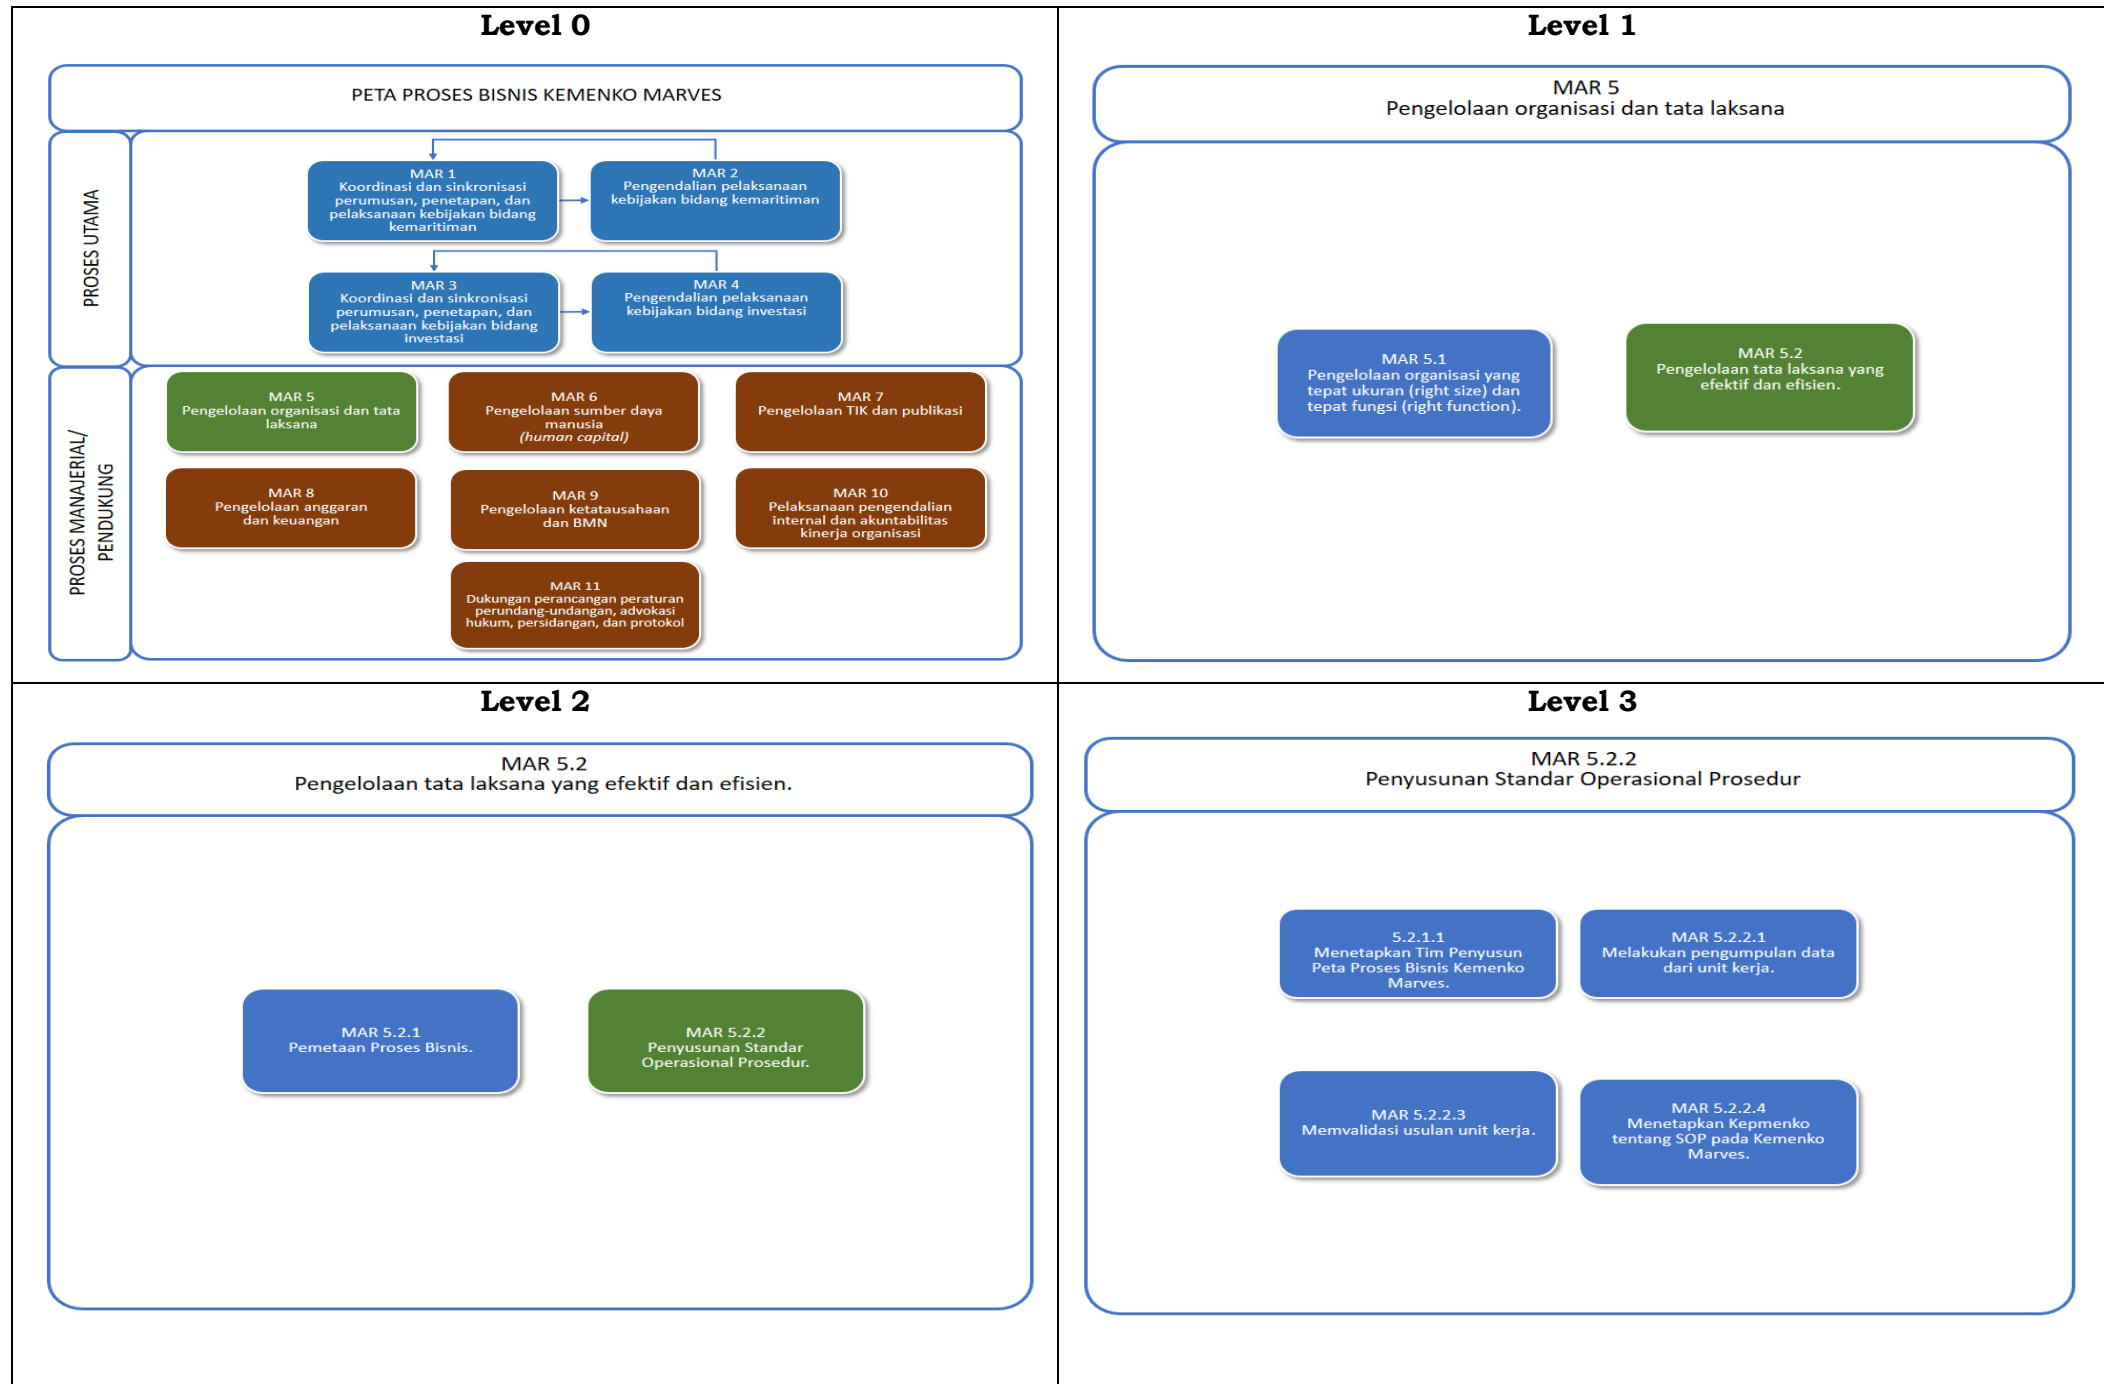 Level 0
PETA PROSES BISNIS KEMENKO MARVES
PROSES UTAMA
MAR 1
Koordinasi dan sinkronisasi
perumusan, penetapan, dan
pelaksanaan kebijakan bidang
kemaritiman
MAR 2
Pengendalian pelaksanaan
kebijakan bidang kemaritiman
MAR 3
Koordinasi dan sinkronisasi
perumusan, penetapan, dan
pelaksanaan kebijakan bidang
investasi
MAR 4
Pengendalian pelaksanaan
kebijakan bidang investasi
PROSES MANAJERIAL/
PENDUKUNG
MAR 5
Pengelolaan organisasi dan tata
laksana
MAR 6
Pengelolaan sumber daya
manusia
(human capital)
MAR 7
Pengelolaan TIK dan publikasi
MAR 8
Pengelolaan anggaran
dan keuangan
MAR 9
Pengelolaan ketatausahaan
dan BMN
MAR 10
Pelaksanaan pengendalian
internal dan akuntabilitas
kinerja organisasi
MAR 11
Dukungan perancangan peraturan
perundang-undangan, advokasi
hukum, persidangan, dan protokol
Level 1
MAR 5
Pengelolaan organisasi dan tata laksana
MAR 5.1
Pengelolaan organisasi yang
tepat ukuran (right size) dan
tepat fungsi (right function).
MAR 5.2
Pengelolaan tata laksana yang
efektif dan efisien.
Level 2
MAR 5.2
Pengelolaan tata laksana yang efektif dan efisien.
MAR 5.2.1
Pemetaan Proses Bisnis.
MAR 5.2.2
Penyusunan Standar
Operasional Prosedur.
Level 3
MAR 5.2.2
Penyusunan Standar Operasional Prosedur
5.2.1.1
Menetapkan Tim Penyusun
Peta Proses Bisnis Kemenko
Marves.
MAR 5.2.2.1
Melakukan pengumpulan data
dari unit kerja.
MAR 5.2.2.3
Memvalidasi usulan unit kerja.
MAR 5.2.2.4
Menetapkan Kepmenko
tentang SOP pada Kemenko
Marves.